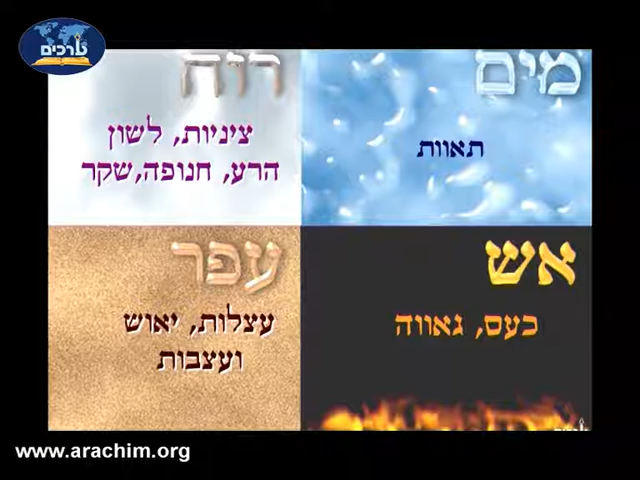 ערכים
מים
תאוות
רוח
ציניות, לשון
הרע, חנופה,שקר
אש
כעס, גאווה
עפר
עצלות, יאוש
ועצבות
www.arachim.org